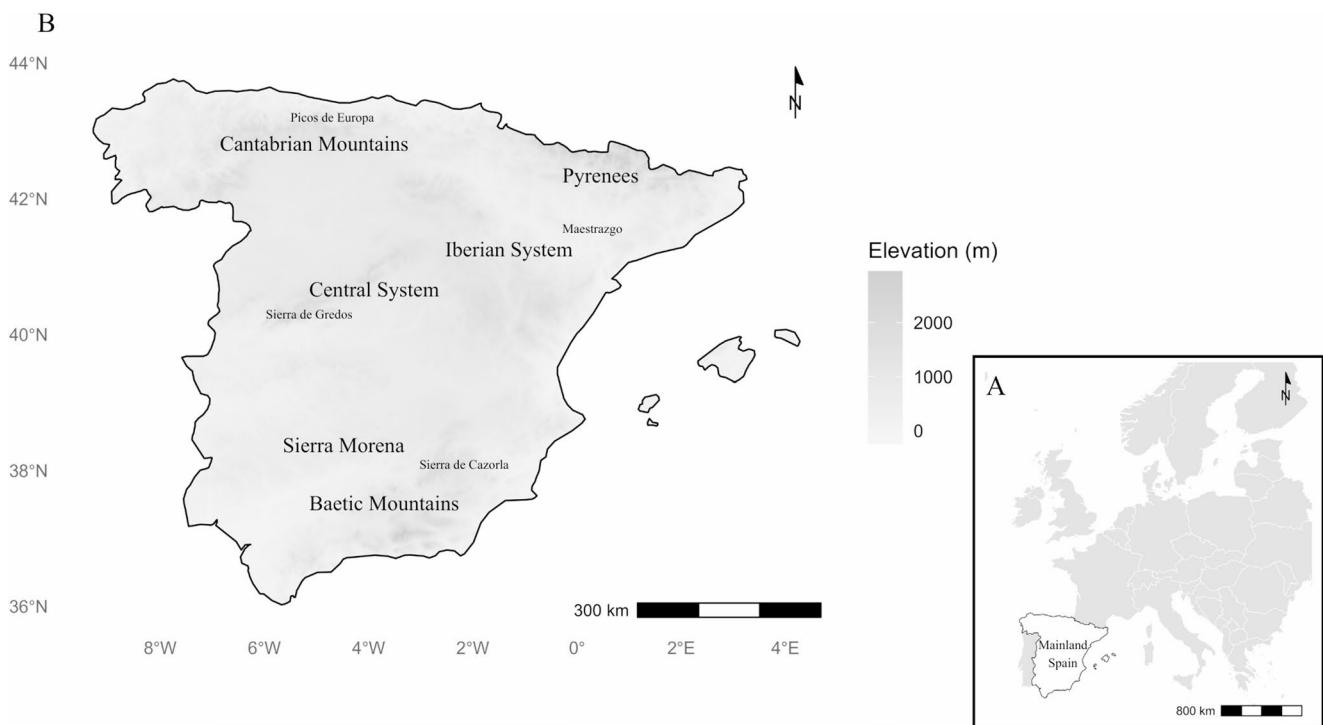 B
44°N
N
Picos de Europa
Cantabrian Mountains
Pyrenees
42°N
Maestrazgo
Iberian System
Elevation (m)
Central System
Sierra de Gredos
2000
40°N
1000
0
A
N
Sierra Morena
Sierra de Cazorla
38°N
Baetic Mountains
36°N
300 km
8°W 6°W 4°W 2°W 0° 2°E 4°E
Mainland
Spain
800 km